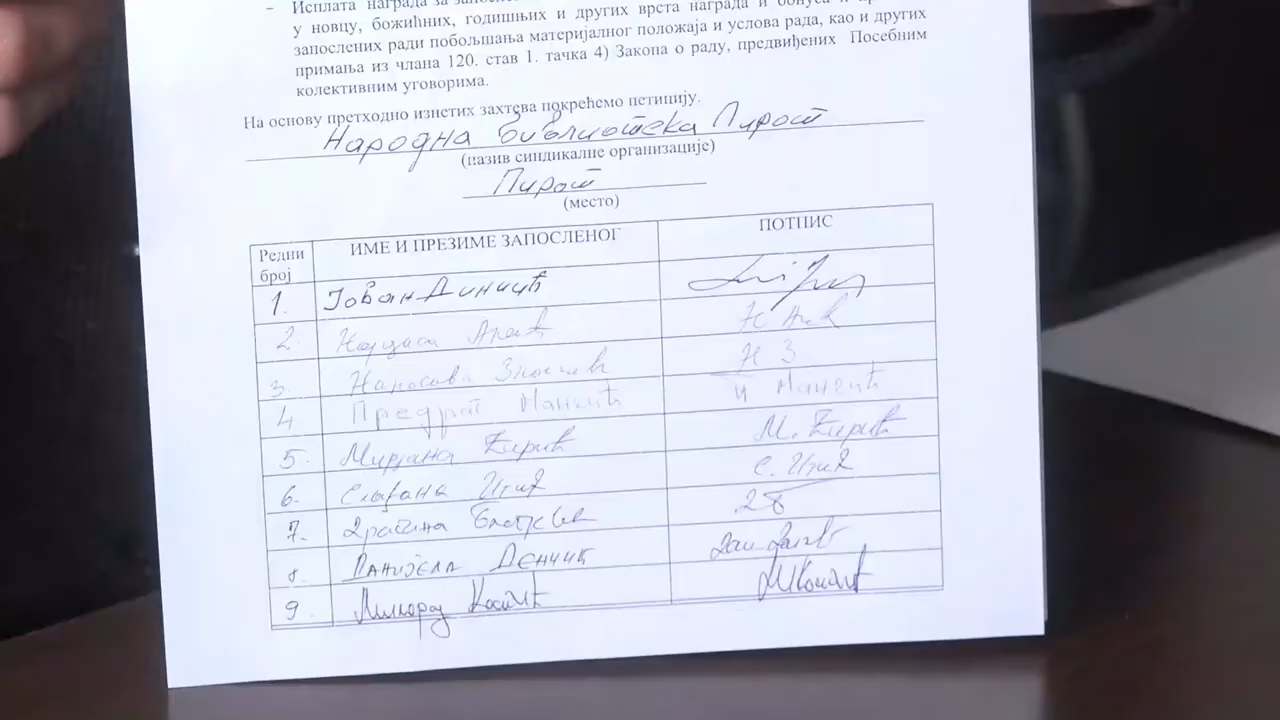 – Исплата награда за
у новцу, божићних, годишњих и других врста награда и бонуса и
запослених ради побољшања материјалног положаја и услова рада, као и других
примања из члана 120. став 1. тачка 4) Закона о раду, предвиђених Посебним
колективним уговорима.
На основу претходно изнетих захтева покрећемо петицију.
Народна библиотека Пирот
(назив синдикалне организације)
Пирот
(место)
Редни број ИМЕ И ПРЕЗИМЕ ЗАПОСЛЕНОГ ПОТПИС
1. Јован Динчић
2.
3.
4 Предраг Манчић Манчић
5. Мирјана Ћирић М. Ћирић
6. Слађана Илић С. Илић
7.
8. Данијела Денчић
9. Милорад Костић